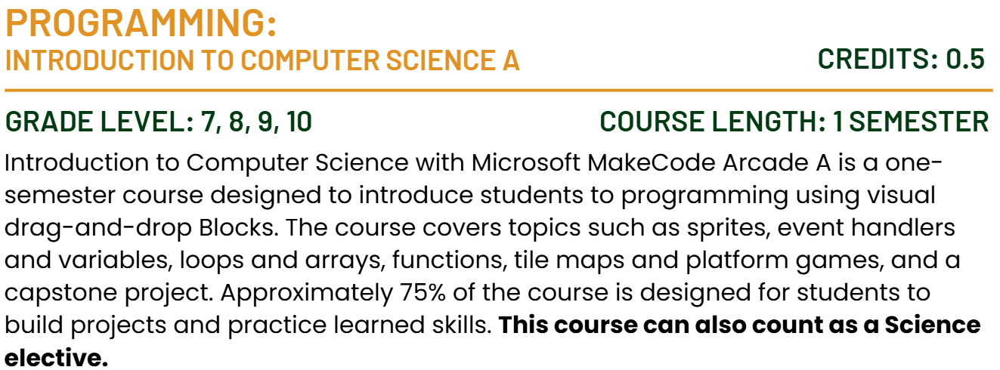 PROGRAMMING:
INTRODUCTION TO COMPUTER SCIENCE A
CREDITS: 0.5
GRADE LEVEL: 7, 8, 9, 10
COURSE LENGTH: 1 SEMESTER
Introduction to Computer Science with Microsoft MakeCode Arcade A is a one-
semester course designed to introduce students to programming using visual
drag-and-drop Blocks. The course covers topics such as sprites, event handlers
and variables, loops and arrays, functions, tile maps and platform games, and a
capstone project. Approximately 75% of the course is designed for students to
build projects and practice learned skills. This course can also count as a Science
elective.